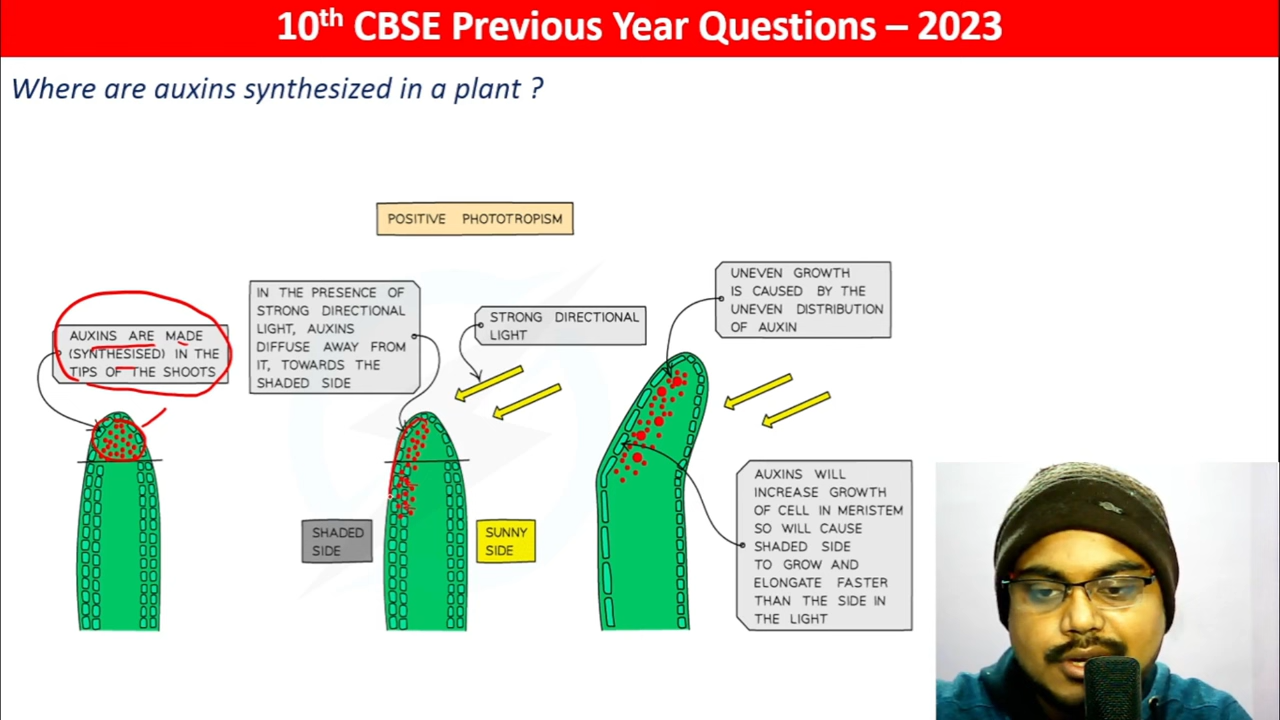 10th CBSE Previous Year Questions – 2023
Where are auxins synthesized in a plant ?
POSITIVE PHOTOTROPISM
AUXINS ARE MADE
(SYNTHESISED) IN THE
TIPS OF THE SHOOTS
IN THE PRESENCE OF
STRONG DIRECTIONAL
LIGHT, AUXINS
DIFFUSE AWAY FROM
IT, TOWARDS THE
SHADED SIDE
STRONG DIRECTIONAL
LIGHT
UNEVEN GROWTH
IS CAUSED BY THE
UNEVEN DISTRIBUTION
OF AUXIN
SHADED
SIDE
SUNNY
SIDE
AUXINS WILL
INCREASE GROWTH
OF CELL IN MERISTEM
SO WILL CAUSE
SHADED SIDE
TO GROW AND
ELONGATE FASTER
THAN THE SIDE IN
THE LIGHT